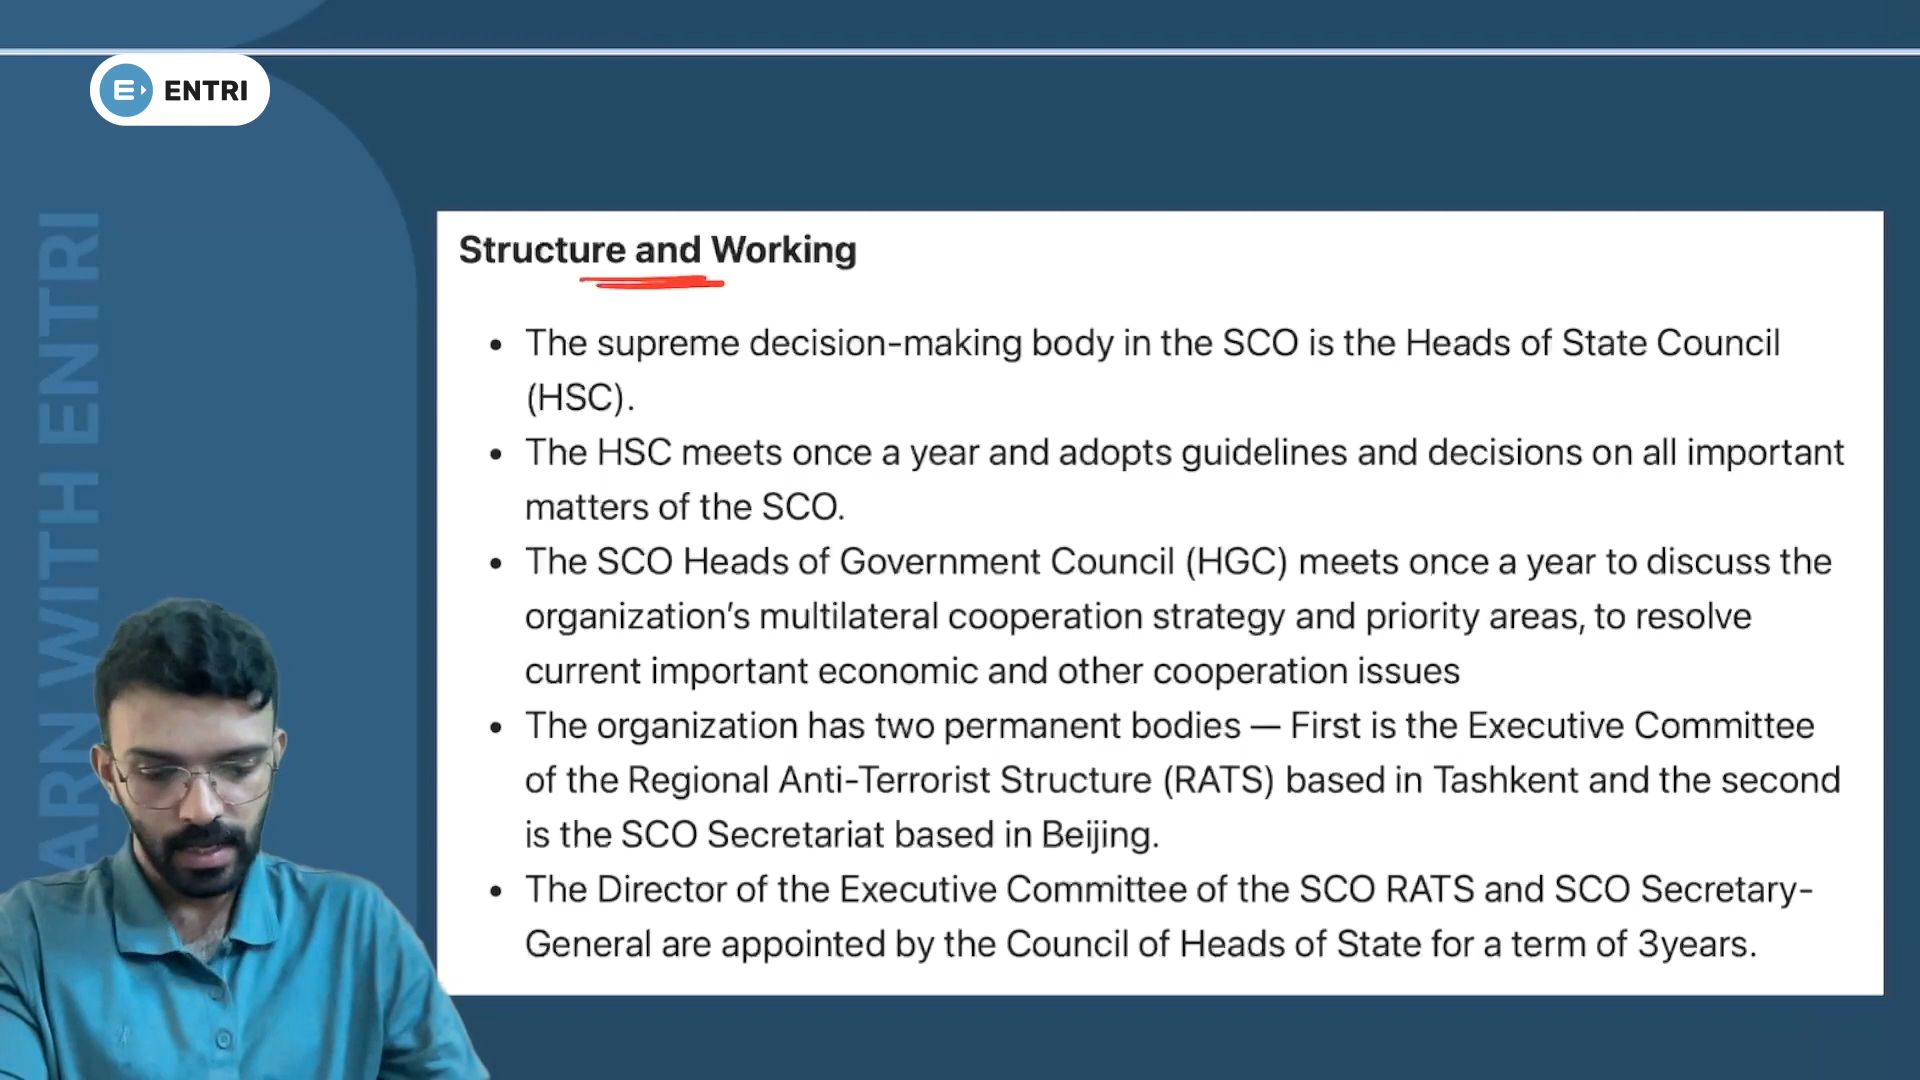 ENTRI
ARN WITH ENTRI
Structure and Working
• The supreme decision-making body in the SCO is the Heads of State Council
(HSC).
• The HSC meets once a year and adopts guidelines and decisions on all important
matters of the SCO.
• The SCO Heads of Government Council (HGC) meets once a year to discuss the
organization’s multilateral cooperation strategy and priority areas, to resolve
current important economic and other cooperation issues
• The organization has two permanent bodies — First is the Executive Committee
of the Regional Anti-Terrorist Structure (RATS) based in Tashkent and the second
is the SCO Secretariat based in Beijing.
• The Director of the Executive Committee of the SCO RATS and SCO Secretary-
General are appointed by the Council of Heads of State for a term of 3years.